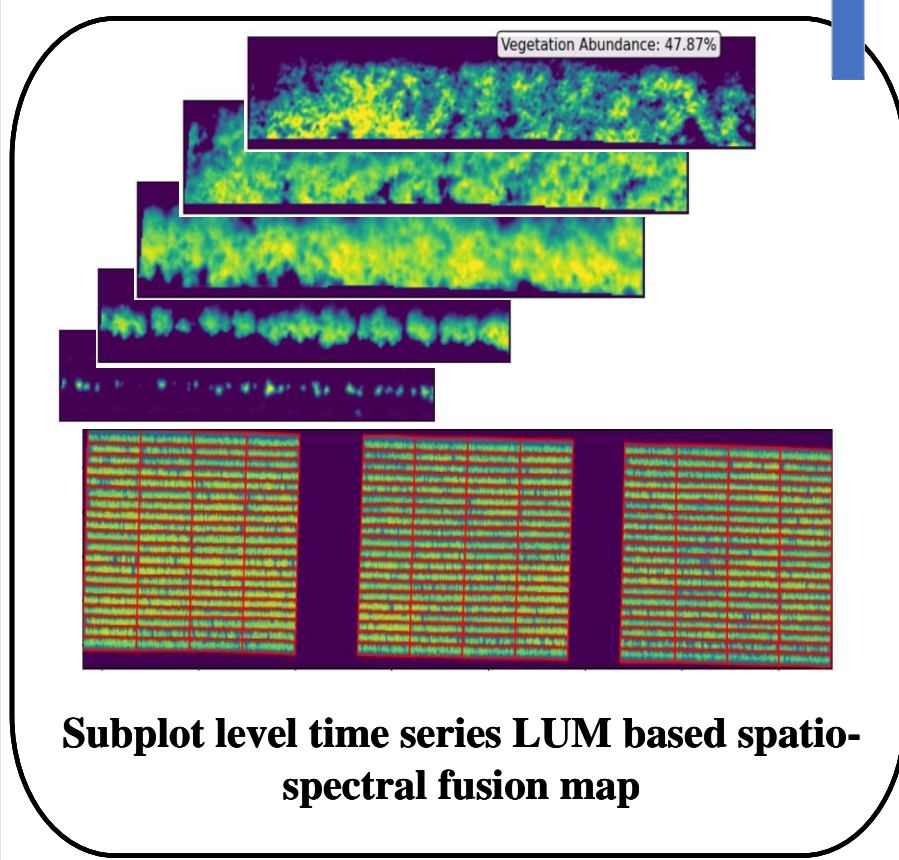 Vegetation Abundance: 47.87%
Subplot level time series LUM based spatio-
spectral fusion map